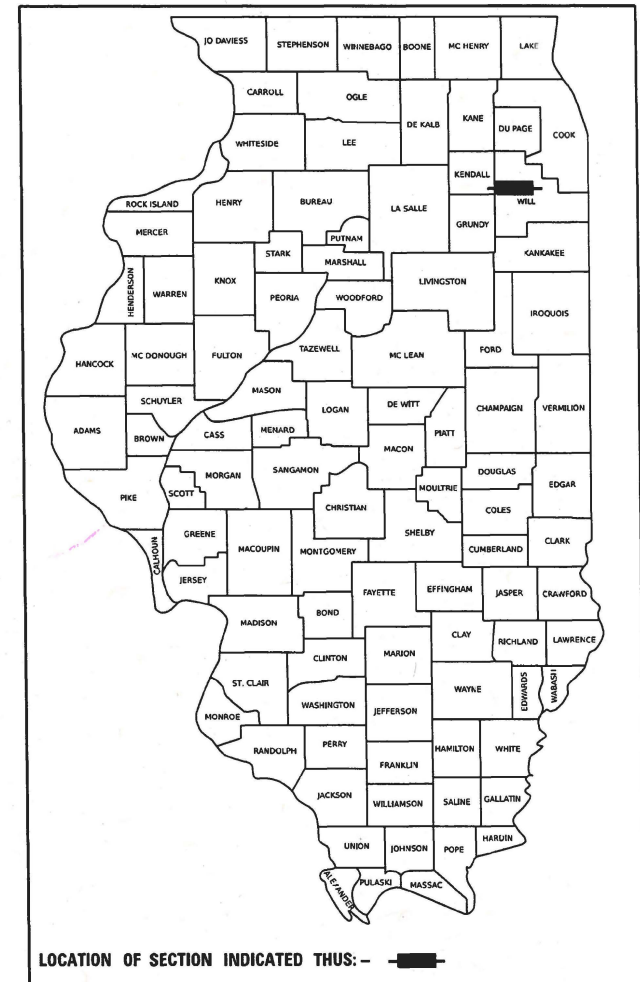 JO DAVIESS STEPHENSON WINNEBAGO BOONE MC HENRY LAKE
CARROLL OGLE DE KALB KANE DU PAGE COOK
WHITESIDE LEE
KENDALL
ROCK ISLAND HENRY BUREAU LA SALLE WILL
MERCER PUTNAM GRUNDY
STARK MARSHALL KANKAKEE
HENDERSON WARREN KNOX PEORIA WOODFORD LIVINGSTON IROQUOIS
HANCOCK MC DONOUGH FULTON TAZEWELL MC LEAN FORD
SCHUYLER MASON LOGAN DE WITT CHAMPAIGN VERMILION
ADAMS BROWN CASS MENARD MACON PIATT
PIKE SCOTT MORGAN SANGAMON CHRISTIAN MOULTRIE DOUGLAS EDGAR
COLES
CALHOUN GREENE MACOUPIN MONTGOMERY SHELBY CUMBERLAND CLARK
JERSEY FAYETTE EFFINGHAM JASPER CRAWFORD
MADISON BOND
CLINTON MARION CLAY RICHLAND LAWRENCE
ST. CLAIR WASHINGTON WAYNE EDWARDS WABASH
MONROE JEFFERSON
RANDOLPH PERRY FRANKLIN HAMILTON WHITE
JACKSON WILLIAMSON SALINE GALLATIN
UNION JOHNSON POPE HARDIN
ALEXANDER PULASKI MASSAC
LOCATION OF SECTION INDICATED THUS: –